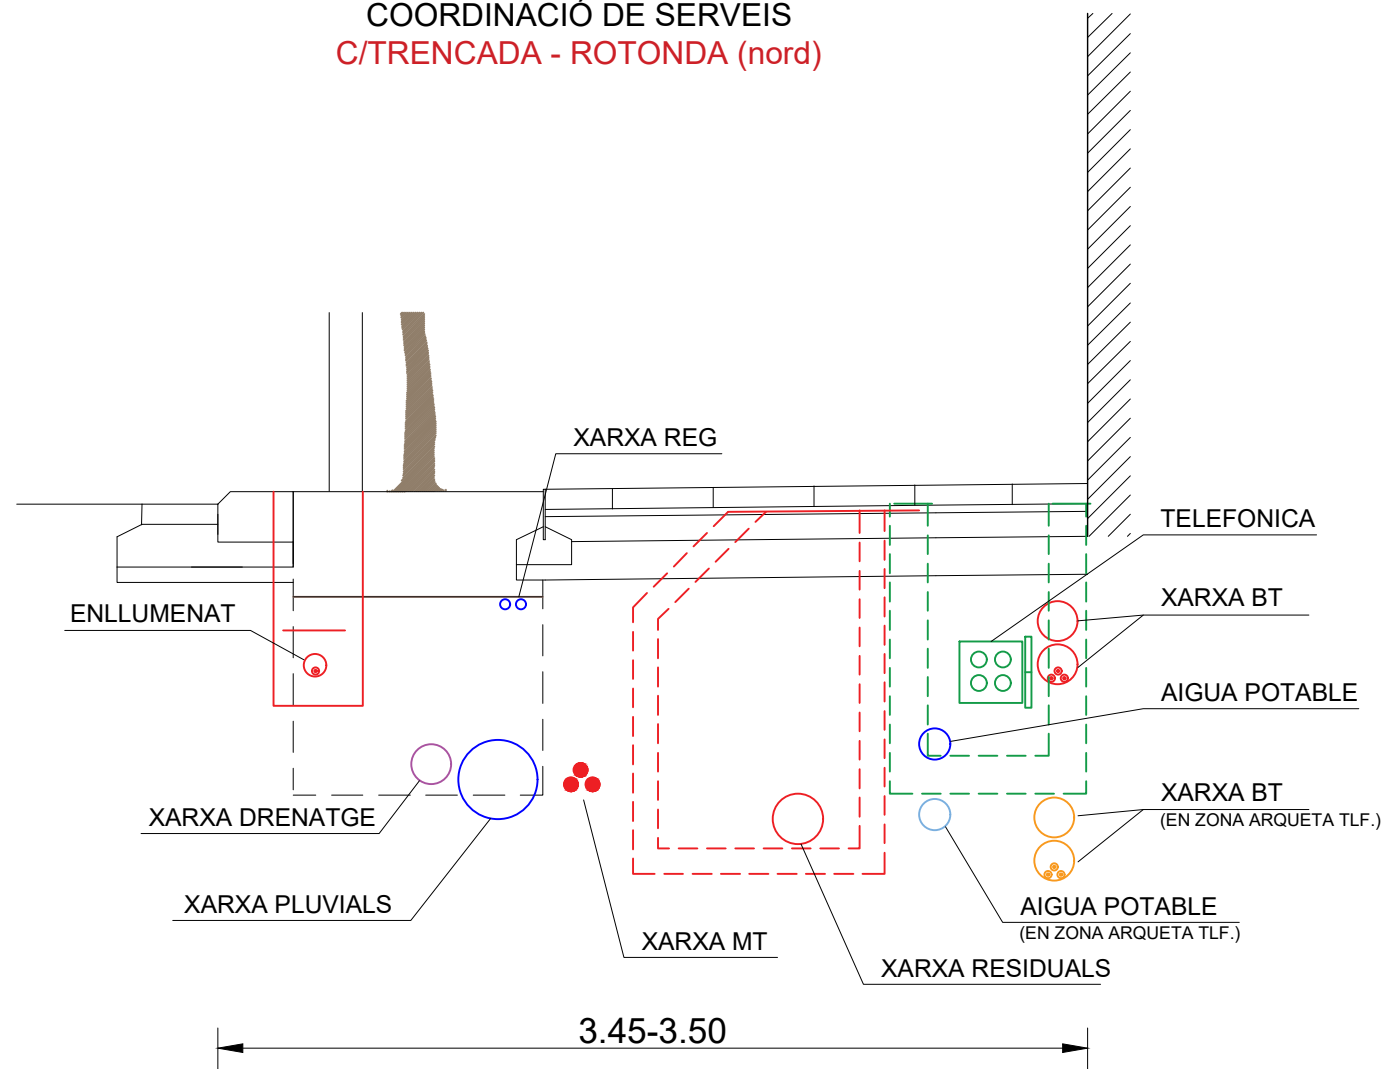 COORDINACIÓ DE SERVEIS
C/TRENCADA - ROTONDA (nord)
XARXA REG
TELEFONICA
XARXA BT
ENLLUMENAT
AIGUA POTABLE
XARXA BT
(EN ZONA ARQUETA TLF.)
XARXA DRENATGE
XARXA PLUVIALS
AIGUA POTABLE
(EN ZONA ARQUETA TLF.)
XARXA MT
XARXA RESIDUALS
3.45-3.50